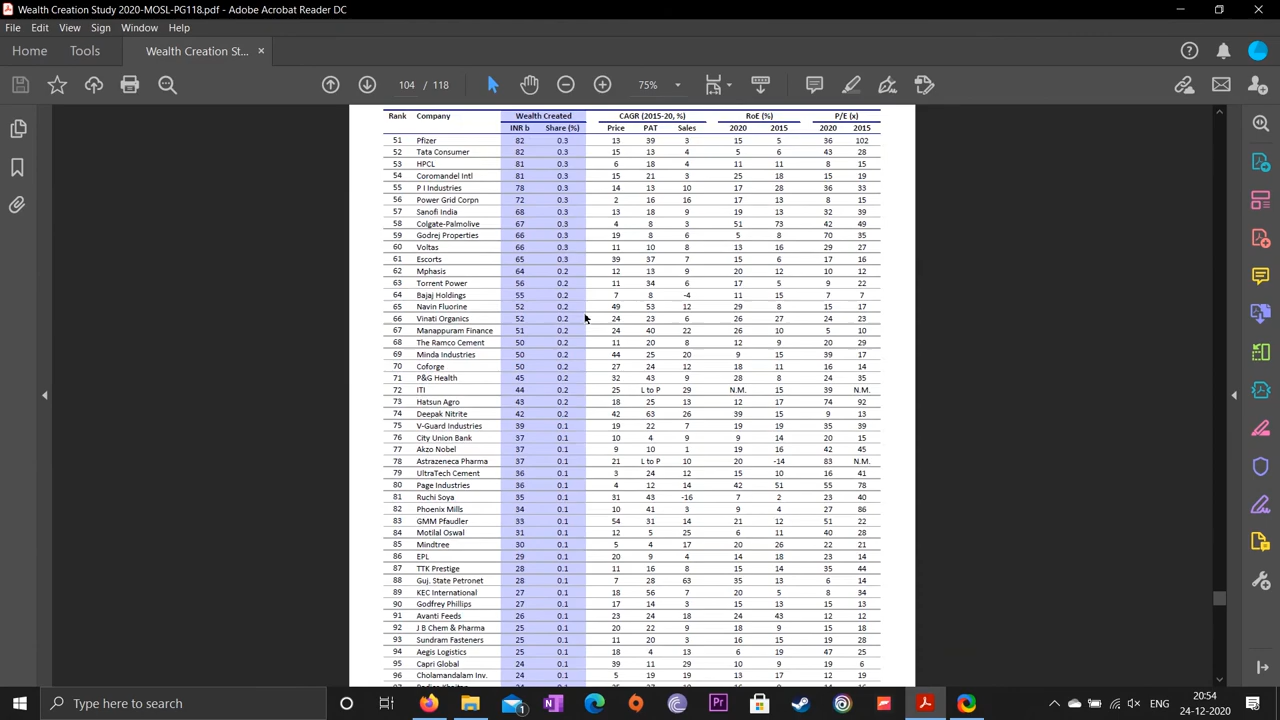 Wealth Creation Study 2020-MOSL-PG118.pdf - Adobe Acrobat Reader DC
File Edit View Sign Window Help
Home Tools Wealth Creation St... ×
104 / 118 75%
Rank Company Wealth Created CAGR (2015-20, %) RoE (%) P/E (x)
INR b Share (%) Price PAT Sales 2020 2015 2020 2015
51 Pfizer 82 0.3 13 39 3 15 5 36 102
52 Tata Consumer 82 0.3 15 13 4 5 6 43 28
53 HPCL 81 0.3 6 18 4 11 11 8 15
54 Coromandel Intl 81 0.3 15 21 3 25 18 15 19
55 P I Industries 78 0.3 14 13 10 17 28 36 33
56 Power Grid Corpn 72 0.3 2 16 16 17 13 8 15
57 Sanofi India 68 0.3 13 18 9 19 13 32 39
58 Colgate-Palmolive 67 0.3 4 8 3 51 73 42 49
59 Godrej Properties 66 0.3 19 8 6 5 8 70 35
60 Voltas 66 0.3 11 10 8 13 16 29 27
61 Escorts 65 0.3 39 37 7 15 6 17 16
62 Mphasis 64 0.2 12 13 9 20 12 10 12
63 Torrent Power 56 0.2 11 34 6 17 5 9 22
64 Bajaj Holdings 55 0.2 7 8 -4 11 15 7 7
65 Navin Fluorine 52 0.2 49 53 12 29 8 15 17
66 Vinati Organics 52 0.2 24 23 6 26 27 24 23
67 Manappuram Finance 51 0.2 24 40 22 26 10 5 10
68 The Ramco Cement 50 0.2 11 20 8 12 9 20 29
69 Minda Industries 50 0.2 44 25 20 9 15 39 17
70 Coforge 50 0.2 27 24 12 18 11 16 14
71 P&G Health 45 0.2 32 43 9 28 8 24 35
72 ITI 44 0.2 25 L to P 29 N.M. 15 39 N.M.
73 Hatsun Agro 43 0.2 18 25 13 12 17 74 92
74 Deepak Nitrite 42 0.2 42 63 26 39 15 9 13
75 V-Guard Industries 39 0.1 19 22 7 19 19 35 39
76 City Union Bank 37 0.1 10 4 9 9 14 20 15
77 Akzo Nobel 37 0.1 9 10 1 19 16 42 45
78 Astrazeneca Pharma 37 0.1 21 L to P 10 20 -14 83 N.M.
79 UltraTech Cement 36 0.1 3 24 12 15 10 16 41
80 Page Industries 36 0.1 4 12 14 42 51 55 78
81 Ruchi Soya 35 0.1 31 43 -16 7 2 23 40
82 Phoenix Mills 34 0.1 10 41 3 9 4 27 86
83 GMM Pfaudler 33 0.1 54 31 14 21 12 51 22
84 Motilal Oswal 31 0.1 12 5 25 6 11 40 28
85 Mindtree 30 0.1 5 4 17 20 26 22 21
86 EPL 29 0.1 20 9 4 14 18 23 14
87 TTK Prestige 28 0.1 11 16 8 15 14 35 44
88 Guj. State Petronet 28 0.1 7 28 63 35 13 6 14
89 KEC International 27 0.1 18 56 7 20 5 8 34
90 Godfrey Phillips 27 0.1 17 14 3 15 13 15 13
91 Avanti Feeds 26 0.1 23 24 18 24 43 12 12
92 J B Chem & Pharma 25 0.1 20 22 9 18 9 15 18
93 Sundram Fasteners 25 0.1 11 20 3 16 15 19 28
94 Aegis Logistics 25 0.1 18 4 13 6 19 47 25
95 Capri Global 24 0.1 39 11 29 10 9 19 6
96 Cholamandalam Inv. 24 0.1 5 19 19 13 17 12 19
Type here to search
ENG
20:54
24-12-2020